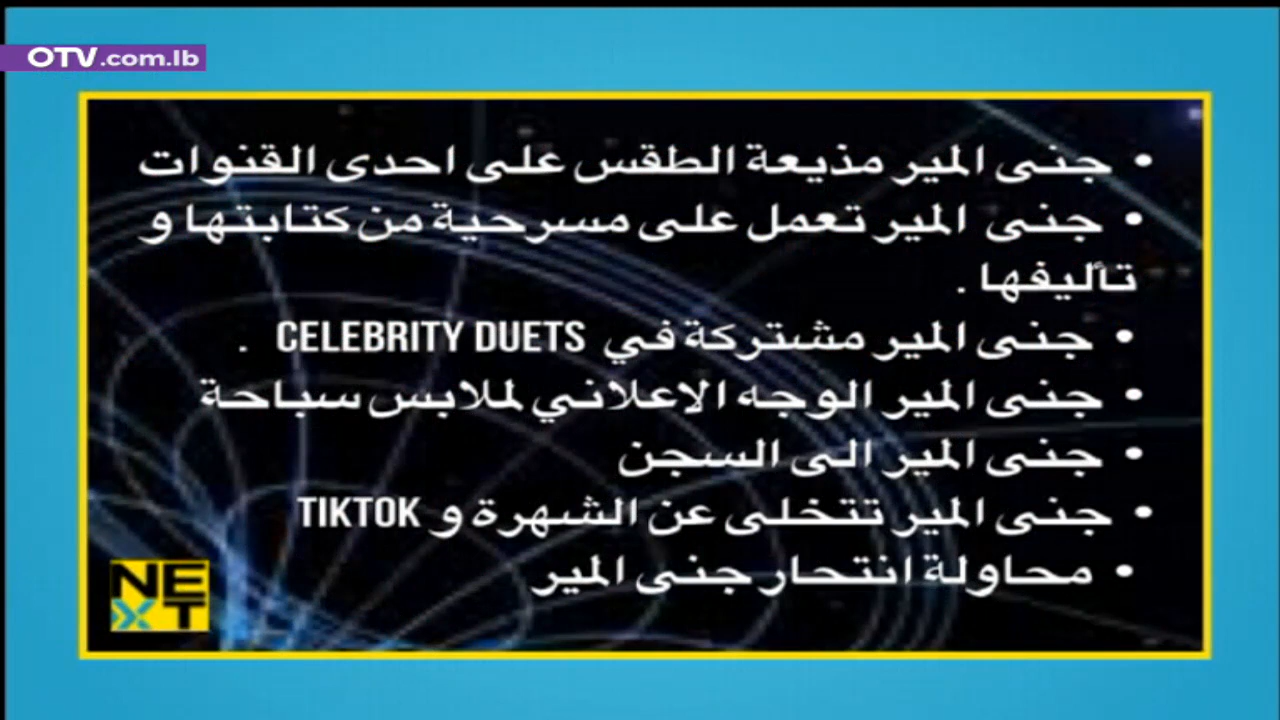 OTV.com.lb
• جنى المير مذيعة الطقس على احدى القنوات
• جنى المير تعمل على مسرحية من كتابتها و
تأليفها .
• جنى المير مشتركة في CELEBRITY DUETS .
• جنى المير الوجه الاعلاني لملابس سباحة
• جنى المير الى السجن
• جنى المير تتخلى عن الشهرة و TIKTOK
• محاولة انتحار جنى المير
NE
XT